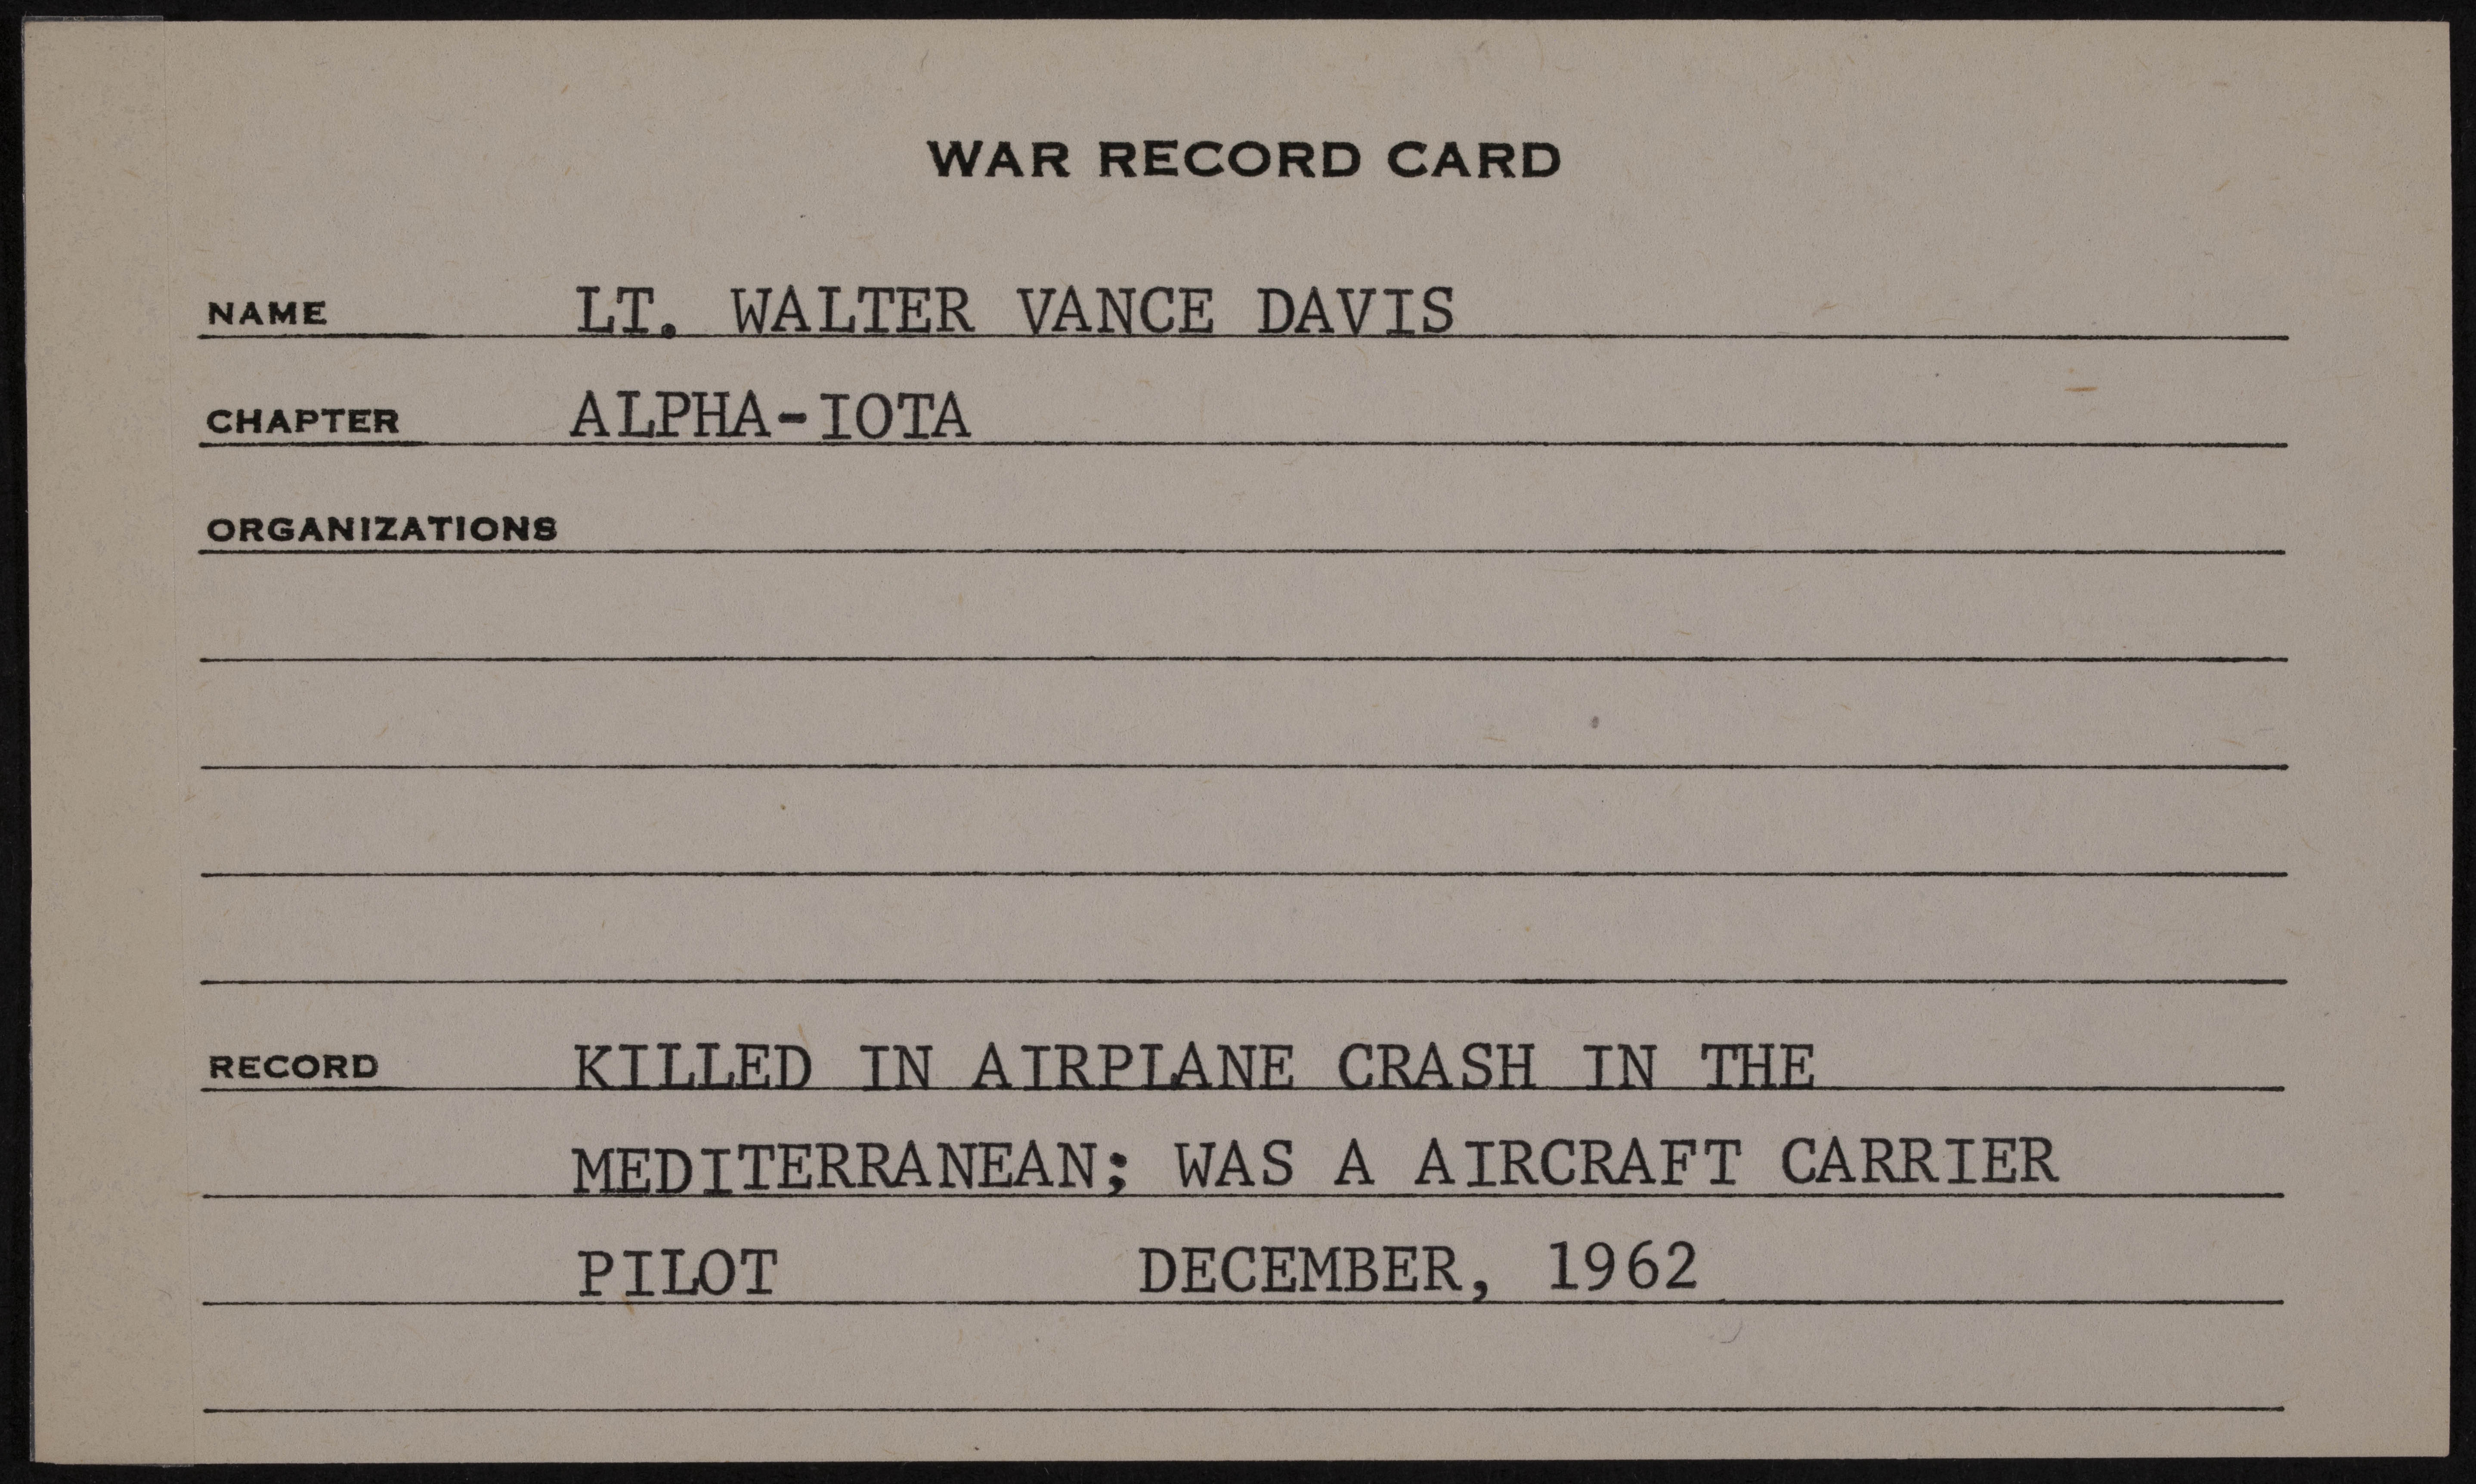 WAR RECORD CARD
NAME LT. WALTER VANCE DAVIS
CHAPTER ALPHA-IOTA
ORGANIZATIONS
RECORD KILLED IN AIRPLANE CRASH IN THE
MEDITERRANEAN; WAS A AIRCRAFT CARRIER
PILOT DECEMBER, 1962